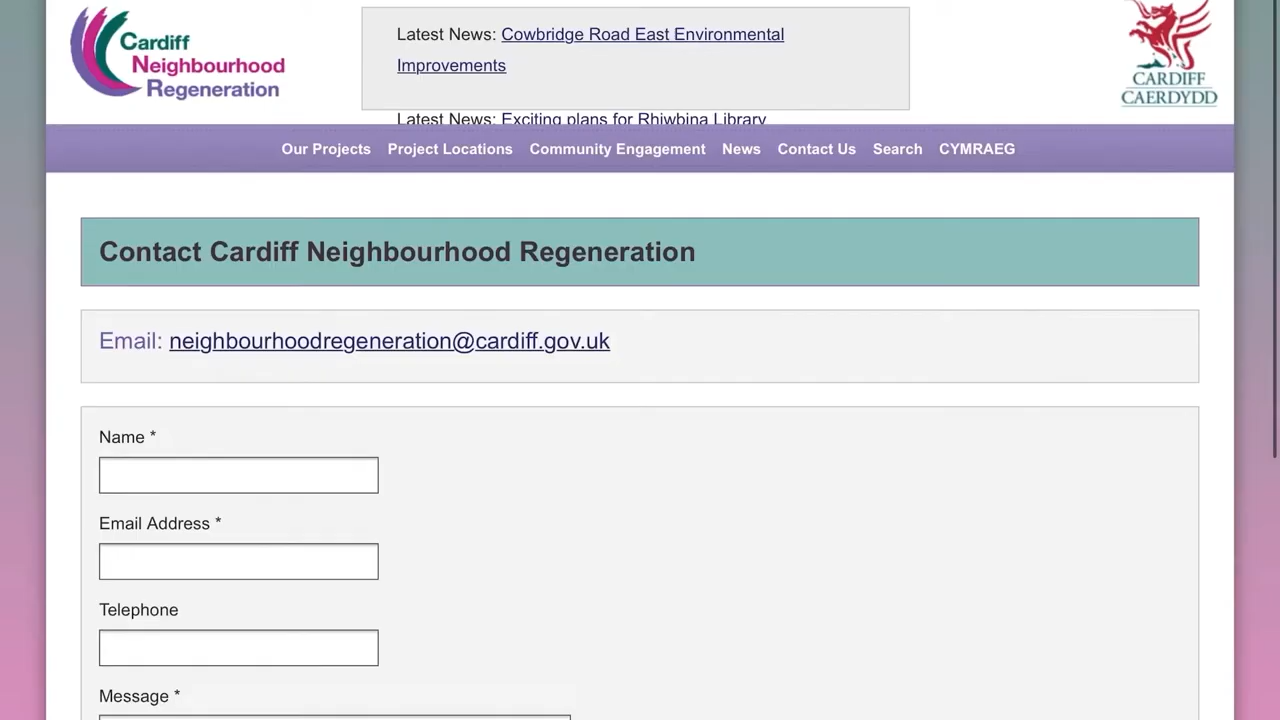 Cardiff
Neighbourhood
Regeneration
Latest News: Cowbridge Road East Environmental
Improvements
Latest News: Exciting plans for Rhiwbina Library
CARDIFF
CAERDYDD
Our Projects Project Locations Community Engagement News Contact Us Search CYMRAEG
Contact Cardiff Neighbourhood Regeneration
Email: neighbourhoodregeneration@cardiff.gov.uk
Name *
Email Address *
Telephone
Message *